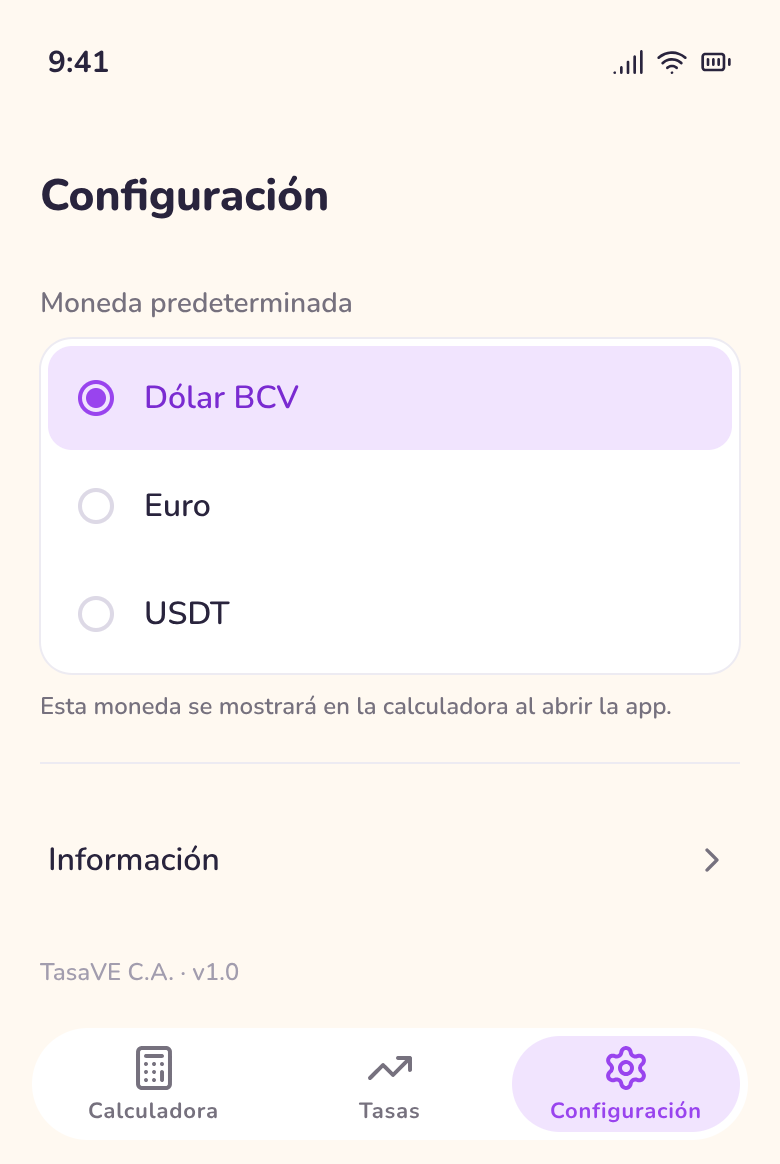 9:41
Configuración
Moneda predeterminada
Dólar BCV
Euro
USDT
Esta moneda se mostrará en la calculadora al abrir la app.
Información
TasaVE C.A. · v1.0
Calculadora
Tasas
Configuración